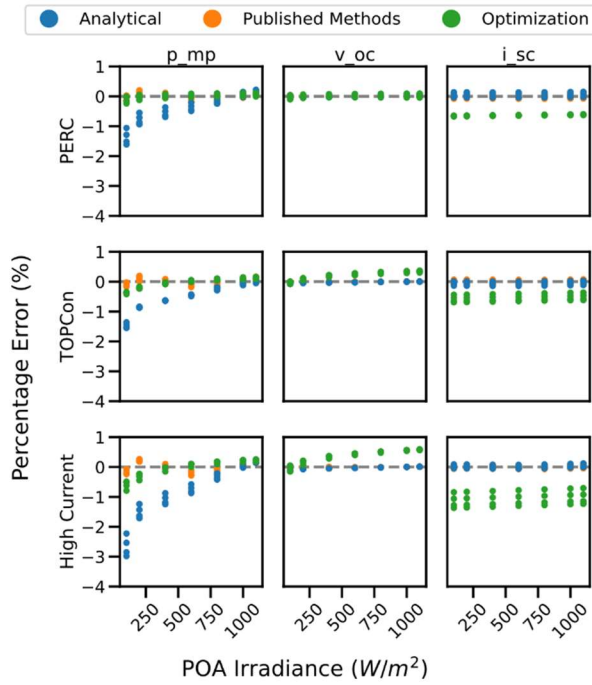 Analytical Published Methods Optimization
p_mp v_oc i_sc
Percentage Error (%)
PERC
1
0
−1
−2
−3
−4
TOPCon
1
0
−1
−2
−3
−4
High Current
1
0
−1
−2
−3
−4
250 500 750 1000 250 500 750 1000 250 500 750 1000
POA Irradiance (W/m²)